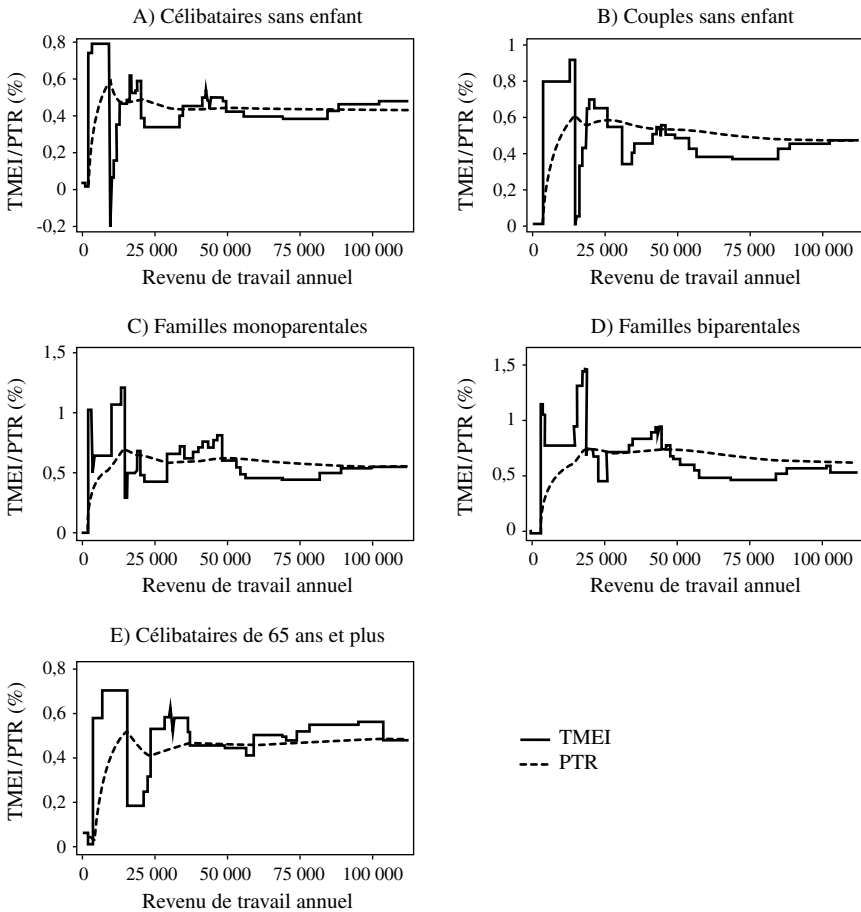 A) Célibataires sans enfant
TMEI/PTR (%)
0,8
0,6
0,4
0,2
0
-0,2
0 25 000 50 000 75 000 100 000
Revenu de travail annuel
B) Couples sans enfant
TMEI/PTR (%)
1
0,8
0,6
0,4
0,2
0
0 25 000 50 000 75 000 100 000
Revenu de travail annuel
C) Familles monoparentales
TMEI/PTR (%)
1,5
1
0,5
0
0 25 000 50 000 75 000 100 000
Revenu de travail annuel
D) Familles biparentales
TMEI/PTR (%)
1,5
1
0,5
0
0 25 000 50 000 75 000 100 000
Revenu de travail annuel
E) Célibataires de 65 ans et plus
TMEI/PTR (%)
0,8
0,6
0,4
0,2
0
0 25 000 50 000 75 000 100 000
Revenu de travail annuel
TMEI
PTR